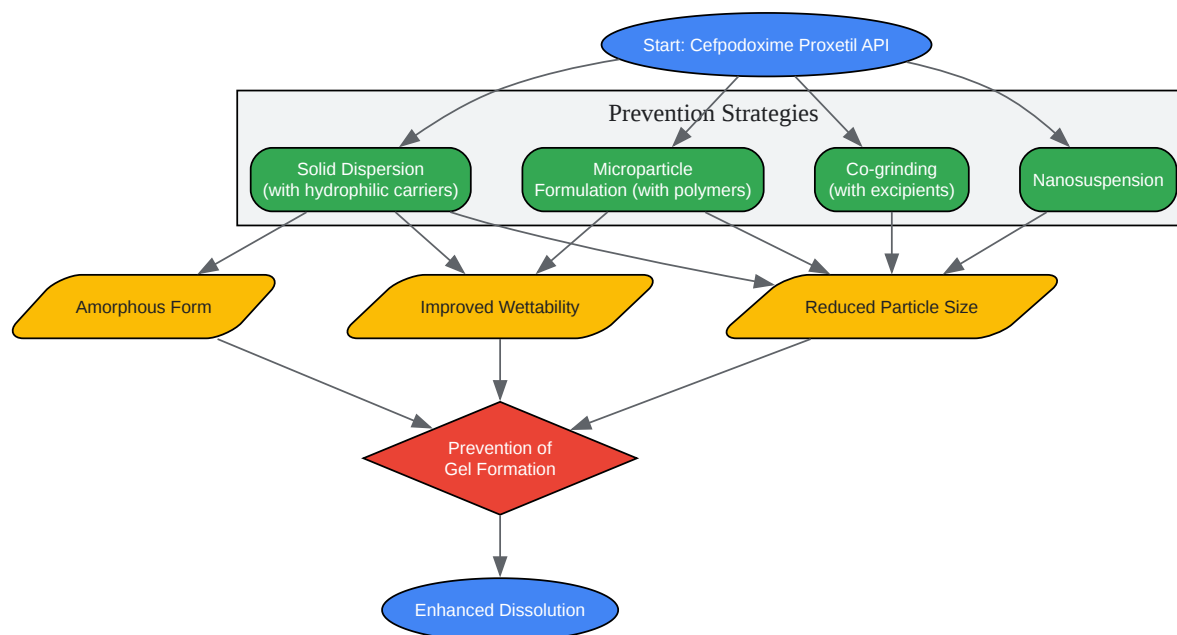 Start: Cefpodoxime Proxetil API
Prevention Strategies
Solid Dispersion
(with hydrophilic carriers)
Microparticle
Formulation (with polymers)
Co-grinding
(with excipients)
Nanosuspension
Amorphous Form
Improved Wettability
Reduced Particle Size
Prevention of
Gel Formation
Enhanced Dissolution